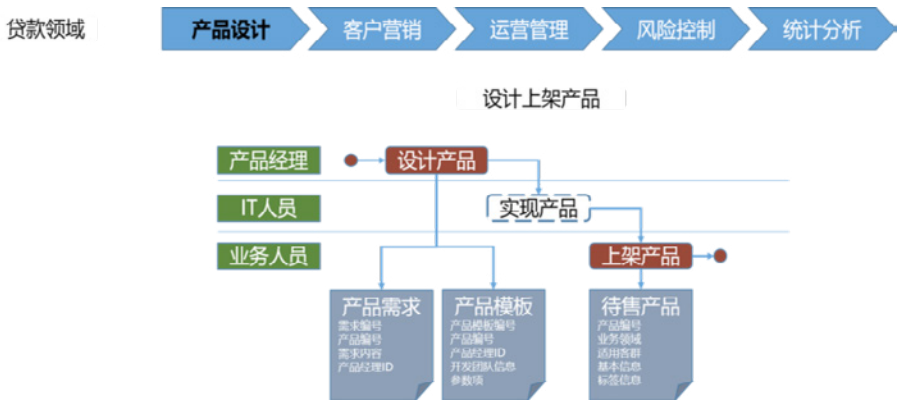 贷款领域
产品设计
客户营销
运营管理
风险控制
统计分析
设计上架产品
产品经理
设计产品
IT人员
实现产品
业务人员
上架产品
产品需求
需求编号
产品编号
需求内容
产品经理ID
产品模板
产品模板编号
产品编号
产品经理ID
开发团队信息
参数项
待售产品
产品编号
业务领域
适用客群
基本信息
标签信息